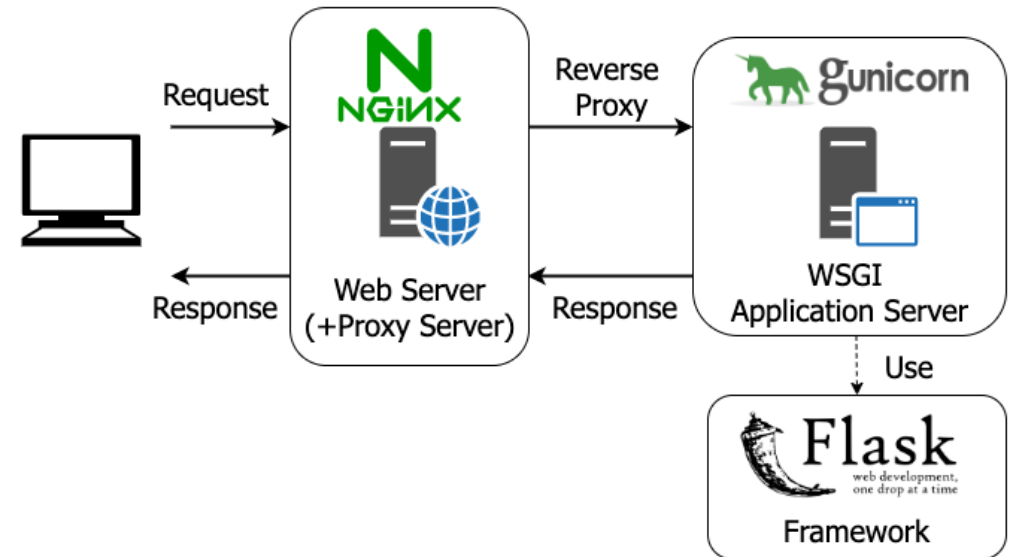 Request
N
NGiNX
Reverse
Proxy
gunicorn
Response
Web Server
(+Proxy Server)
Response
WSGI
Application Server
Use
Flask
web development,
one drop at a time
Framework